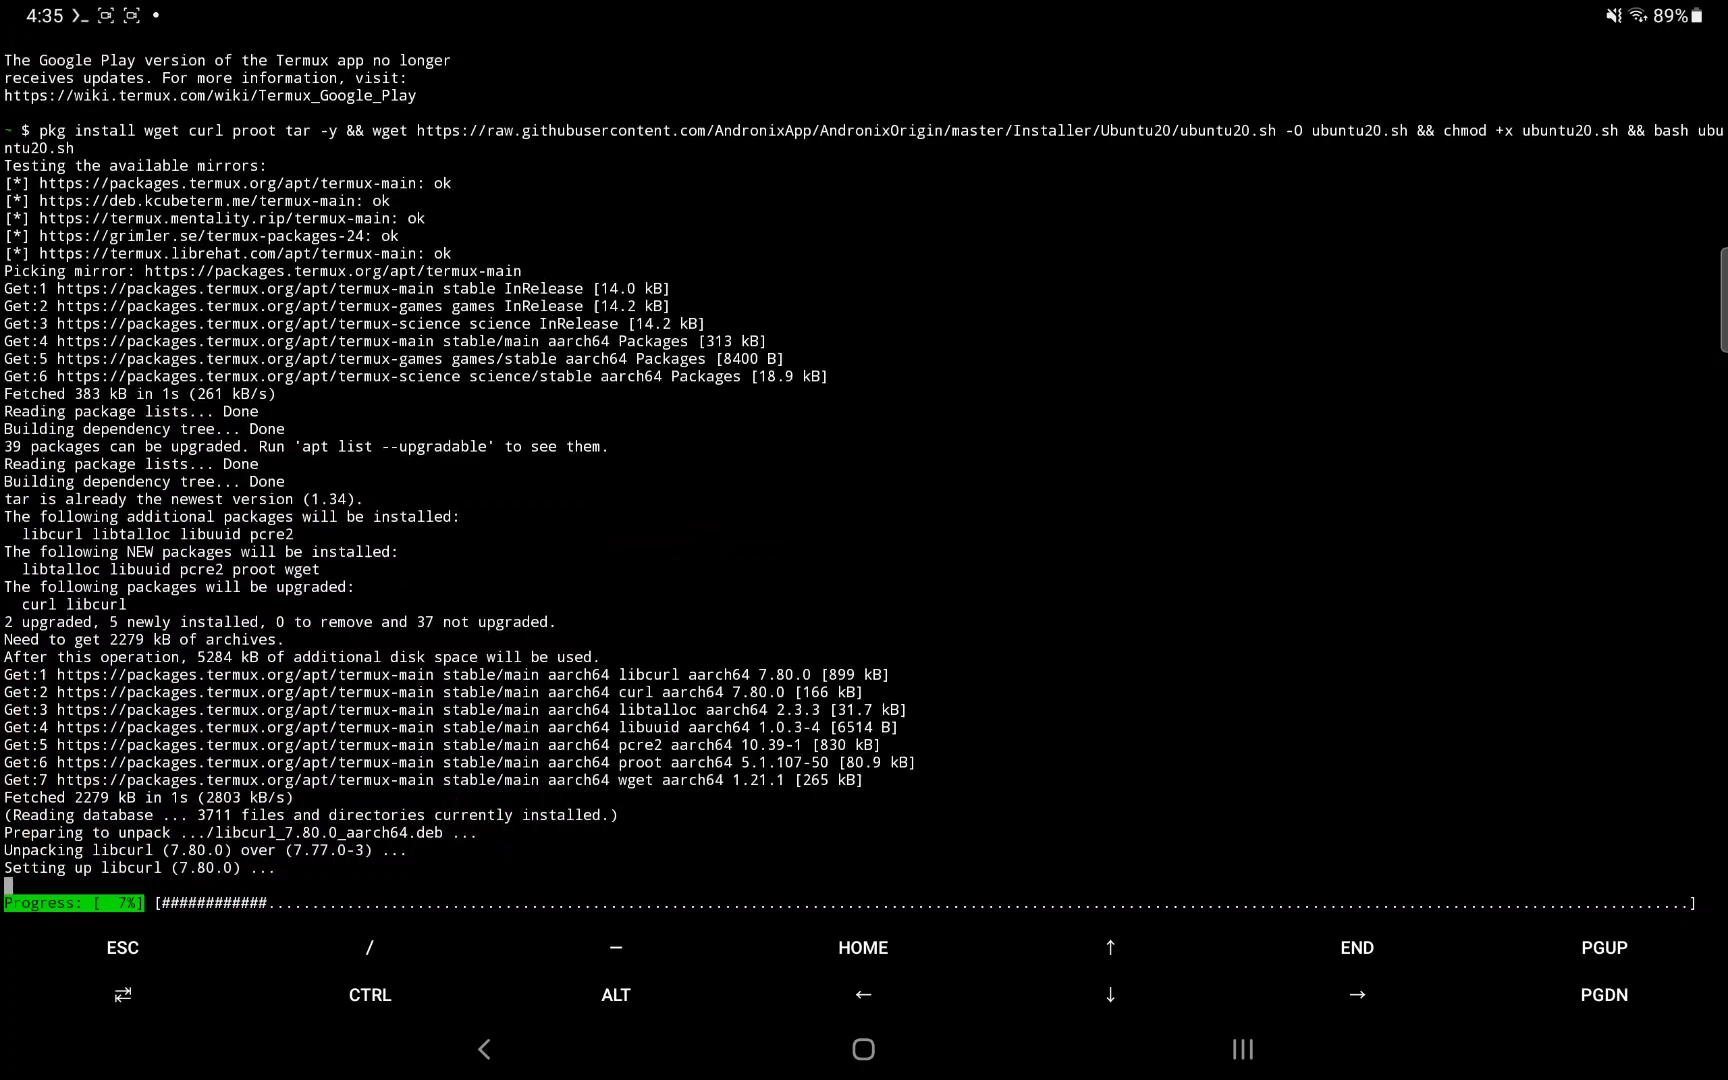 4:35 >_ •
89%
The Google Play version of the Termux app no longer
receives updates. For more information, visit:
https://wiki.termux.com/wiki/Termux_Google_Play
~ $ pkg install wget curl proot tar -y && wget https://raw.githubusercontent.com/AndronixApp/AndronixOrigin/master/Installer/Ubuntu20/ubuntu20.sh -O ubuntu20.sh && chmod +x ubuntu20.sh && bash ubu
ntu20.sh
Testing the available mirrors:
[*] https://packages.termux.org/apt/termux-main: ok
[*] https://deb.kcubeterm.me/termux-main: ok
[*] https://termux.mentality.rip/termux-main: ok
[*] https://grimler.se/termux-packages-24: ok
[*] https://termux.librehat.com/apt/termux-main: ok
Picking mirror: https://packages.termux.org/apt/termux-main
Get:1 https://packages.termux.org/apt/termux-main stable InRelease [14.0 kB]
Get:2 https://packages.termux.org/apt/termux-games games InRelease [14.2 kB]
Get:3 https://packages.termux.org/apt/termux-science science InRelease [14.2 kB]
Get:4 https://packages.termux.org/apt/termux-main stable/main aarch64 Packages [313 kB]
Get:5 https://packages.termux.org/apt/termux-games games/stable aarch64 Packages [8400 B]
Get:6 https://packages.termux.org/apt/termux-science science/stable aarch64 Packages [18.9 kB]
Fetched 383 kB in 1s (261 kB/s)
Reading package lists... Done
Building dependency tree... Done
39 packages can be upgraded. Run 'apt list --upgradable' to see them.
Reading package lists... Done
Building dependency tree... Done
tar is already the newest version (1.34).
The following additional packages will be installed:
  libcurl libtalloc libuuid pcre2
The following NEW packages will be installed:
  libtalloc libuuid pcre2 proot wget
The following packages will be upgraded:
  curl libcurl
2 upgraded, 5 newly installed, 0 to remove and 37 not upgraded.
Need to get 2279 kB of archives.
After this operation, 5284 kB of additional disk space will be used.
Get:1 https://packages.termux.org/apt/termux-main stable/main aarch64 libcurl aarch64 7.80.0 [899 kB]
Get:2 https://packages.termux.org/apt/termux-main stable/main aarch64 curl aarch64 7.80.0 [166 kB]
Get:3 https://packages.termux.org/apt/termux-main stable/main aarch64 libtalloc aarch64 2.3.3 [31.7 kB]
Get:4 https://packages.termux.org/apt/termux-main stable/main aarch64 libuuid aarch64 1.0.3-4 [6514 B]
Get:5 https://packages.termux.org/apt/termux-main stable/main aarch64 pcre2 aarch64 10.39-1 [830 kB]
Get:6 https://packages.termux.org/apt/termux-main stable/main aarch64 proot aarch64 5.1.107-50 [80.9 kB]
Get:7 https://packages.termux.org/apt/termux-main stable/main aarch64 wget aarch64 1.21.1 [265 kB]
Fetched 2279 kB in 1s (2803 kB/s)
(Reading database ... 3711 files and directories currently installed.)
Preparing to unpack .../libcurl_7.80.0_aarch64.deb ...
Unpacking libcurl (7.80.0) over (7.77.0-3) ...
Setting up libcurl (7.80.0) ...
Progress: [  7%] [############..................................................................................................................................................................]
ESC / — HOME ↑ END PGUP
⇄ CTRL ALT ← ↓ → PGDN